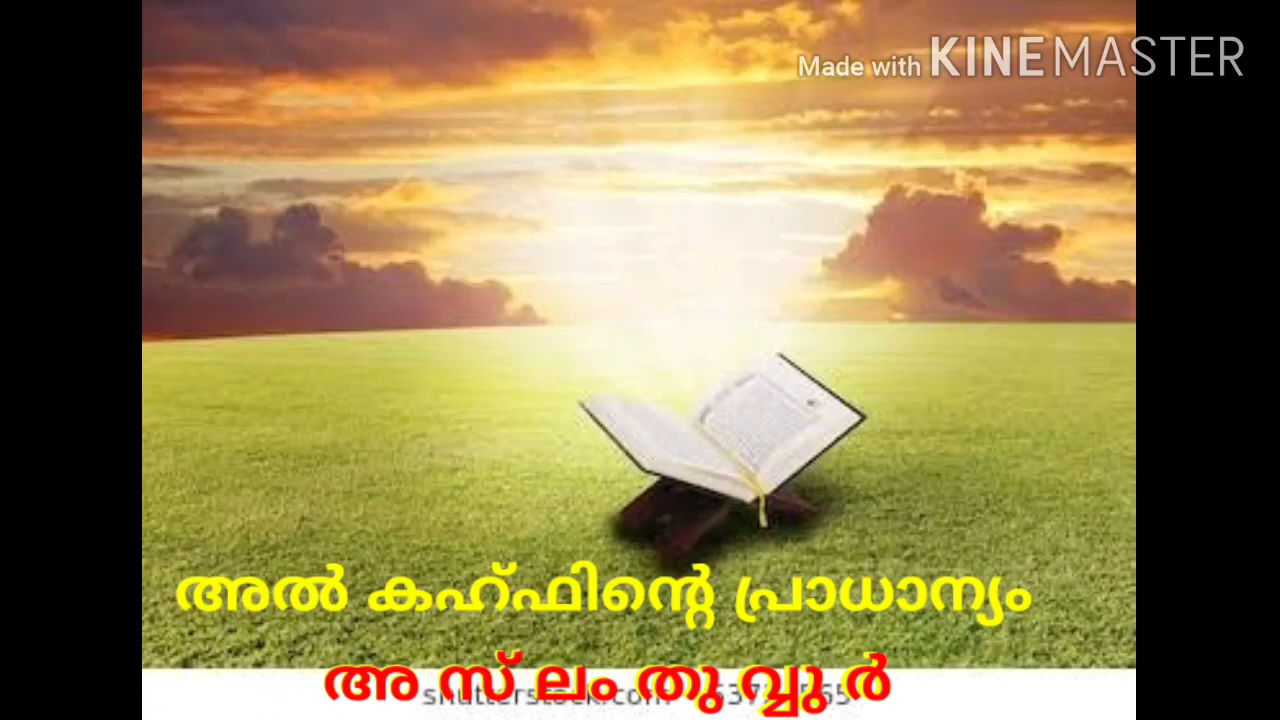 Made with KINEMASTER
അൽ കഹ്ഫിന്റെ പ്രാധാന്യം
അ സ് ലം തു വ്വു ർ